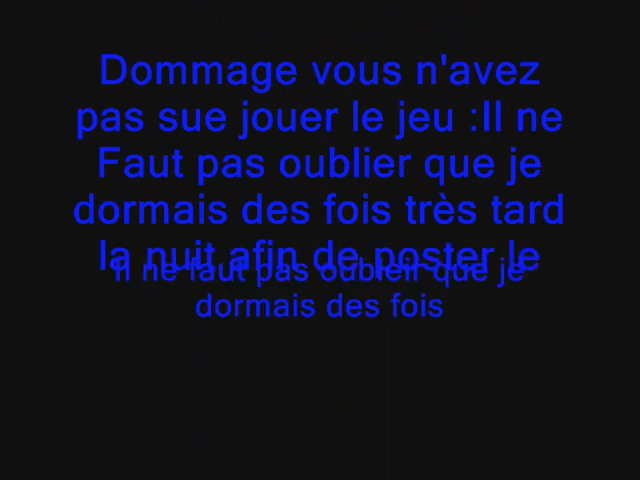 Dommage vous n'avez
pas sue jouer le jeu :Il ne
Faut pas oublier que je
dormais des fois très tard
la nuit afin de poster le
Il ne faut pas oubleir que je
dormais des fois